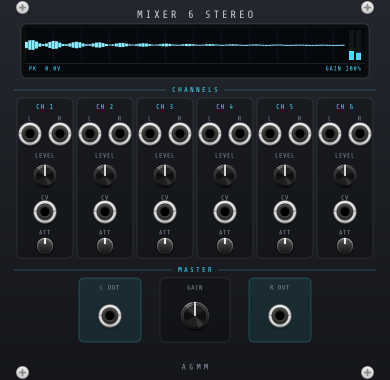 MIXER 6 STEREO
PK 0.0V GAIN 100%
CHANNELS
CH 1 CH 2 CH 3 CH 4 CH 5 CH 6
L R L R L R L R L R L R
LEVEL LEVEL LEVEL LEVEL LEVEL LEVEL
CV CV CV CV CV CV
ATT ATT ATT ATT ATT ATT
MASTER
L OUT GAIN R OUT
AGMM